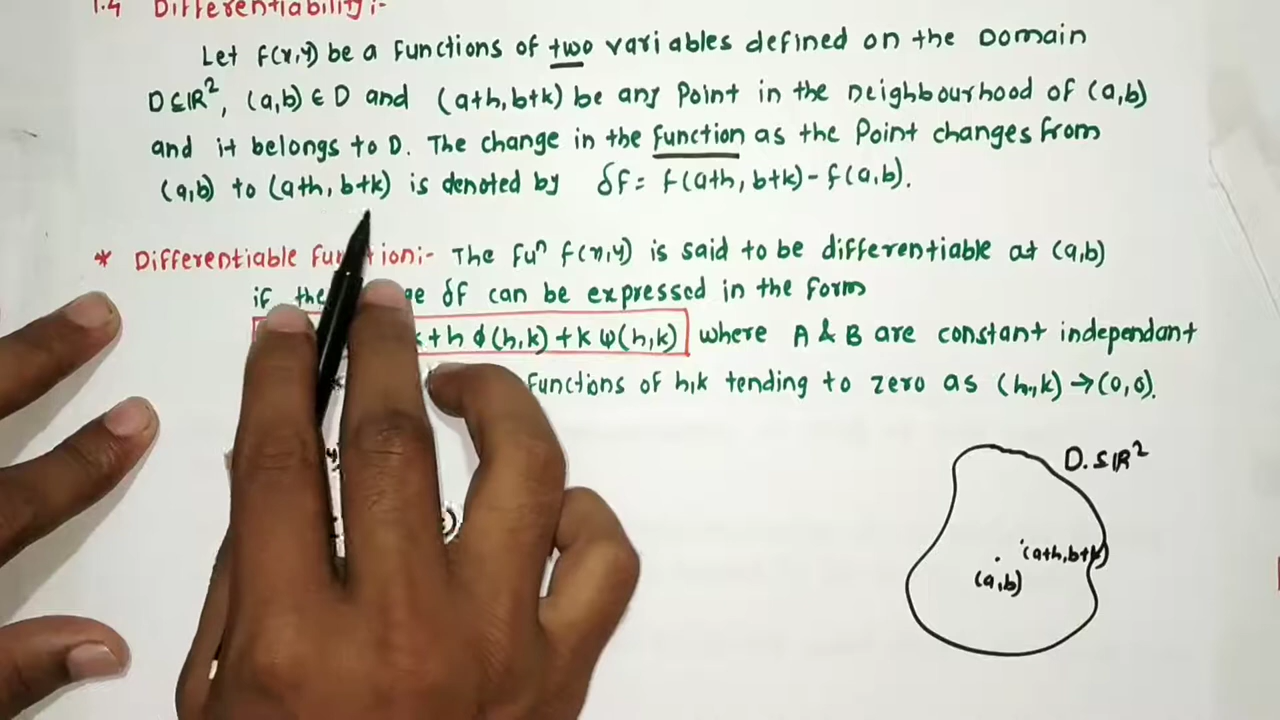 1.4 Differentiability:-
Let f(x,y) be a functions of two variables defined on the Domain
D⊆IR², (a,b) ∈ D and (a+h, b+k) be any Point in the neighbourhood of (a,b)
and it belongs to D. The change in the function as the Point changes from
(a,b) to (a+h, b+k) is denoted by δf = f(a+h, b+k) - f(a,b).
* Differentiable function:- The fuⁿ f(x,y) is said to be differentiable at (a,b)
if the δf can be expressed in the form
+ h ϕ(h,k) + k ψ(h,k) where A & B are constant independant
functions of h,k tending to zero as (h,k) → (0,0).
D.⊆IR²
(a+h, b+k)
(a,b)